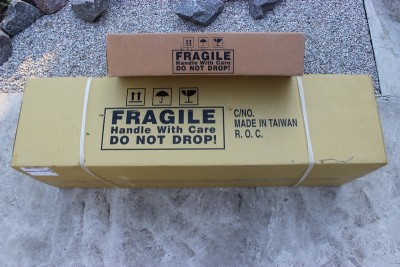 FRAGILE
Handle With Care
DO NOT DROP!
FRAGILE
Handle With Care
DO NOT DROP!
C/NO.
MADE IN TAIWAN
R. O. C.